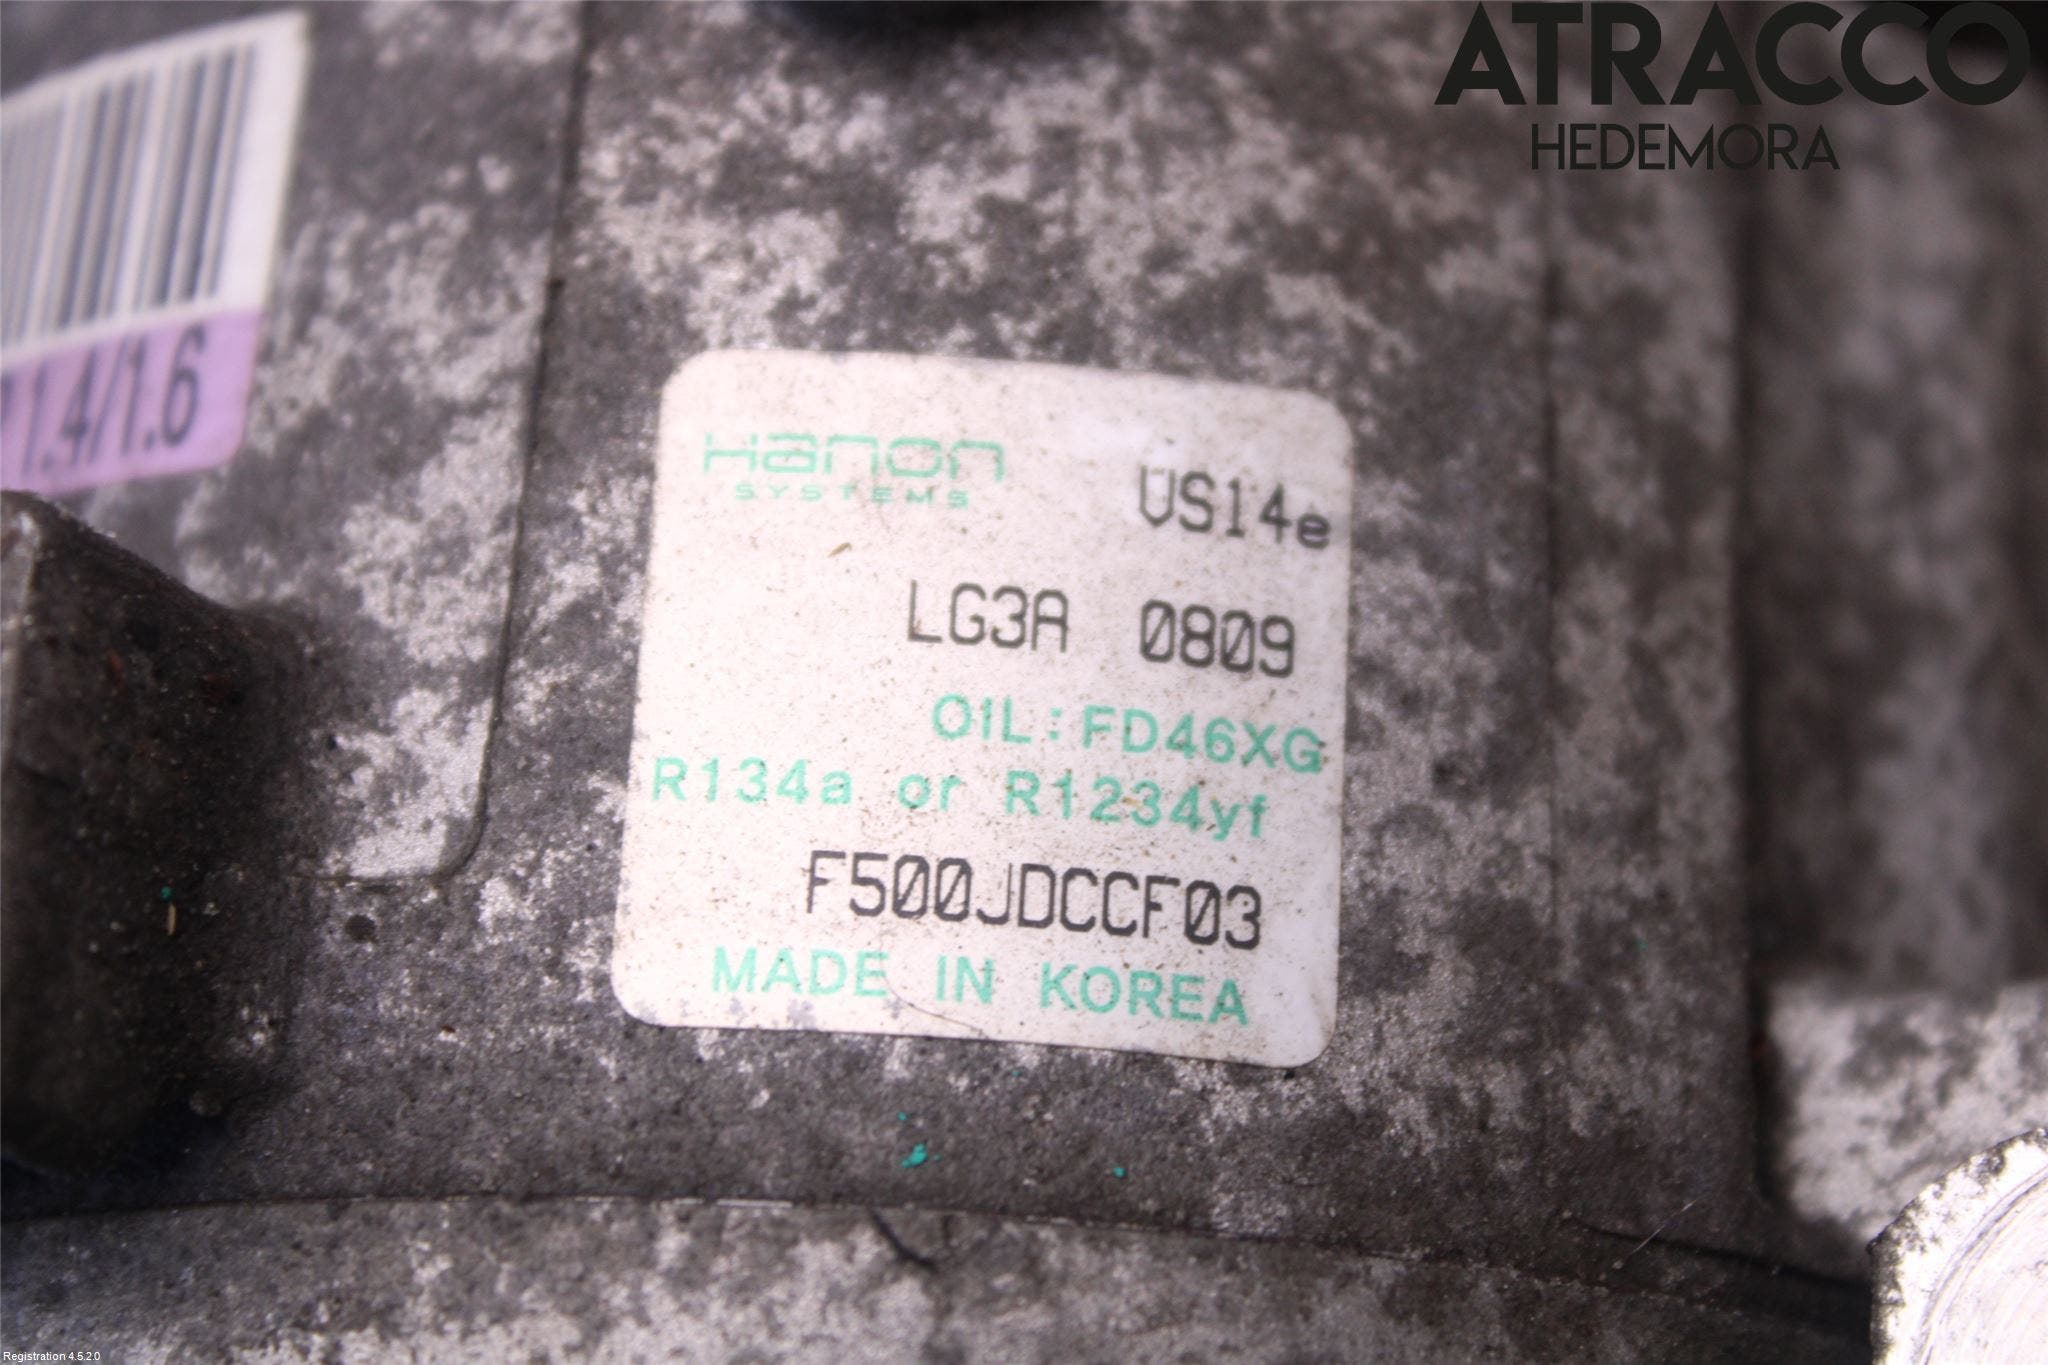 ATRACCO
HEDEMORA
1.4/1.6
Hanon
SYSTEMS
VS14e
LG3A 0809
OIL:FD46XG
R134a or R1234yf
F500JDCCF03
MADE IN KOREA
Registration 4.5.2.0